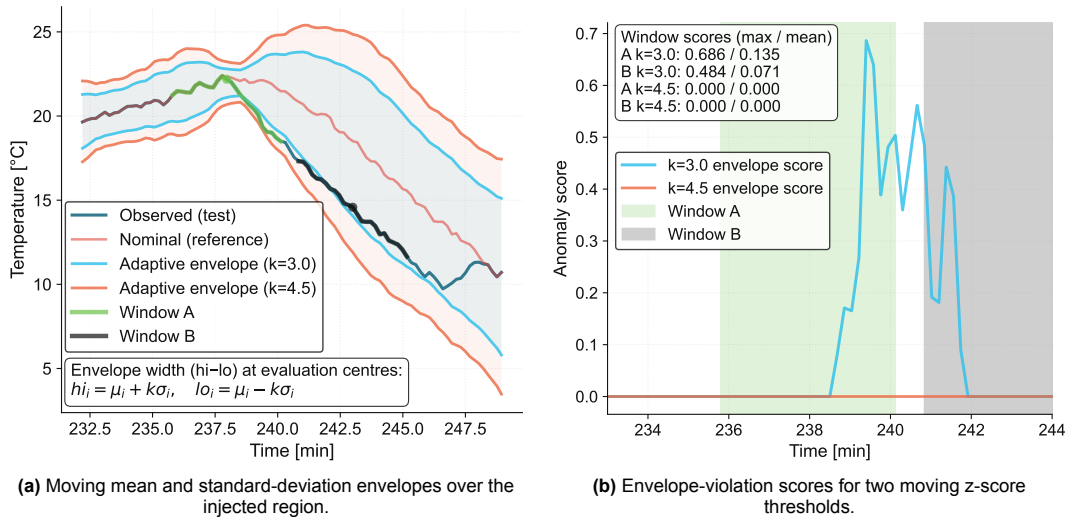 25
20
15
10
5
Temperature [°C]
Observed (test)
Nominal (reference)
Adaptive envelope (k=3.0)
Adaptive envelope (k=4.5)
Window A
Window B
Envelope width (hi−lo) at evaluation centres:
hi_i = μ_i + kσ_i,    lo_i = μ_i − kσ_i
232.5 235.0 237.5 240.0 242.5 245.0 247.5
Time [min]
(a) Moving mean and standard-deviation envelopes over the
injected region.
0.7
0.6
0.5
0.4
0.3
0.2
0.1
0.0
Anomaly score
Window scores (max / mean)
A k=3.0: 0.686 / 0.135
B k=3.0: 0.484 / 0.071
A k=4.5: 0.000 / 0.000
B k=4.5: 0.000 / 0.000
k=3.0 envelope score
k=4.5 envelope score
Window A
Window B
234 236 238 240 242 244
Time [min]
(b) Envelope-violation scores for two moving z-score
thresholds.